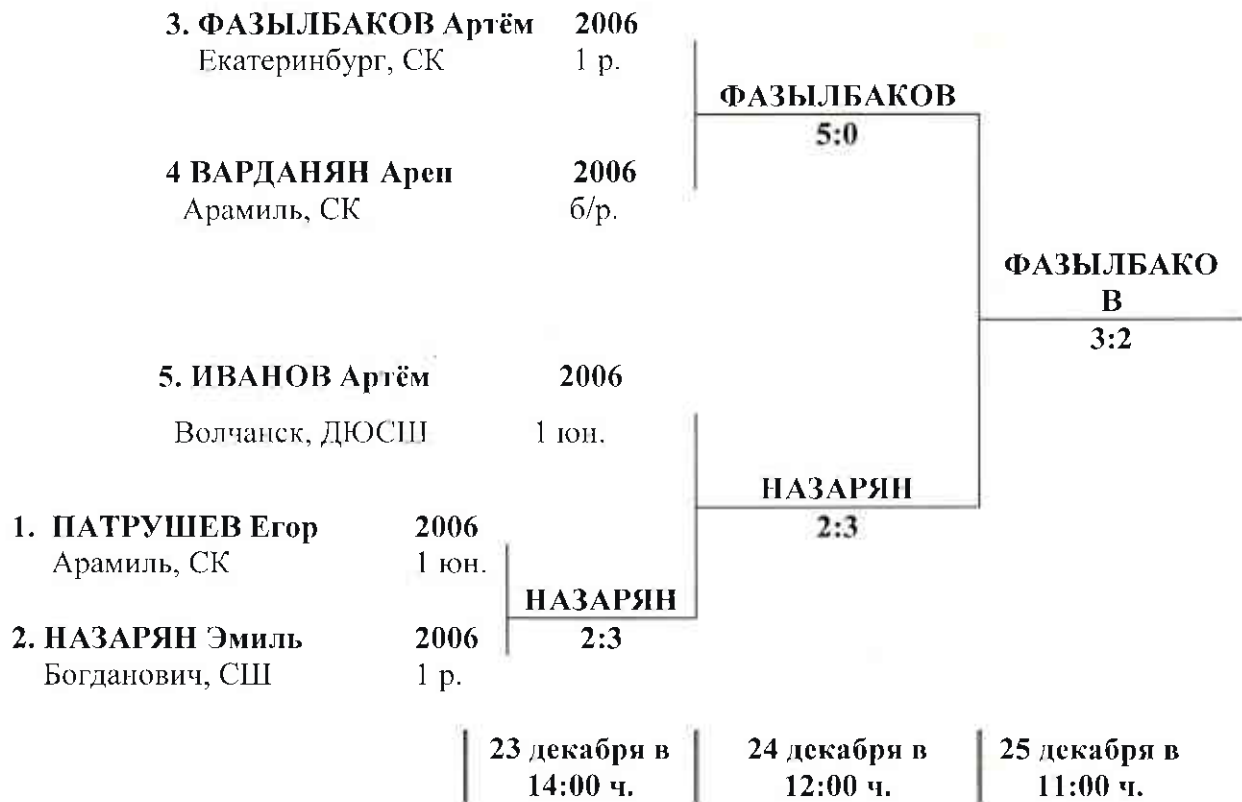 3. ФАЗЫЛБАКОВ Артём 2006
Екатеринбург, СК 1 р.
ФАЗЫЛБАКОВ
5:0
4 ВАРДАНЯН Арен 2006
Арамиль, СК б/р.
ФАЗЫЛБАКО
В
3:2
5. ИВАНОВ Артём 2006
Волчанск, ДЮСШ 1 юн.
НАЗАРЯН
2:3
1. ПАТРУШЕВ Егор 2006
Арамиль, СК 1 юн.
НАЗАРЯН
2:3
2. НАЗАРЯН Эмиль 2006
Богданович, СШ 1 р.
23 декабря в 24 декабря в 25 декабря в
14:00 ч. 12:00 ч. 11:00 ч.